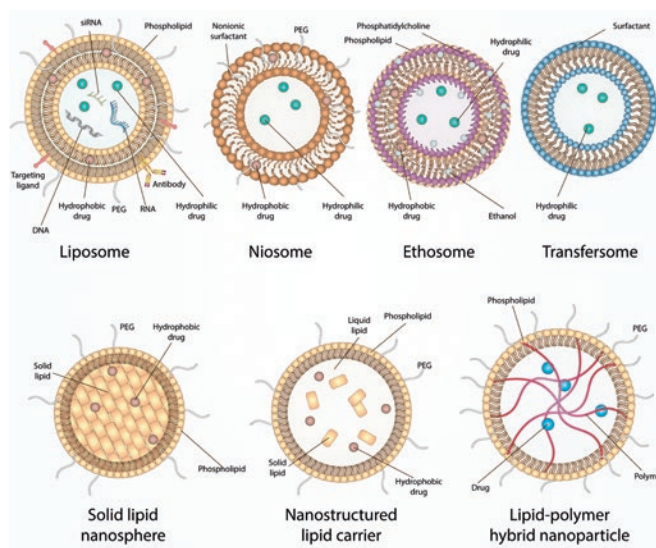 siRNA
Phospholipid
Targeting
ligand
DNA
Hydrophobic
drug
PEG
RNA
Antibody
Hydrophilic
drug
Liposome
Nonionic
surfactant
PEG
Hydrophobic
drug
Hydrophilic
drug
Niosome
Phosphatidylcholine
Phospholipid
Hydrophilic
drug
Hydrophobic
drug
Ethanol
Ethosome
Surfactant
Hydrophilic
drug
Transfersome
PEG
Hydrophobic
drug
Solid
lipid
Phospholipid
Solid lipid
nanosphere
Liquid
lipid
Phospholipid
PEG
Solid
lipid
Hydrophobic
drug
Nanostructured
lipid carrier
Phospholipid
PEG
Drug
Polym
Lipid-polymer
hybrid nanoparticle